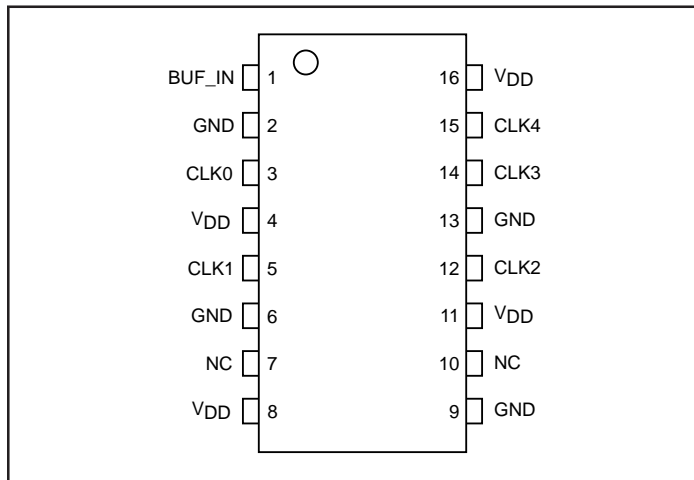 BUF_IN 1 16 VDD
GND 2 15 CLK4
CLK0 3 14 CLK3
VDD 4 13 GND
CLK1 5 12 CLK2
GND 6 11 VDD
NC 7 10 NC
VDD 8 9 GND